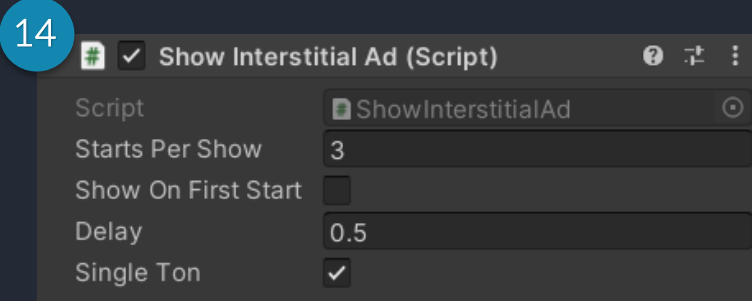 14
# Show Interstitial Ad (Script)
Script # ShowInterstitialAd
Starts Per Show 3
Show On First Start
Delay 0.5
Single Ton